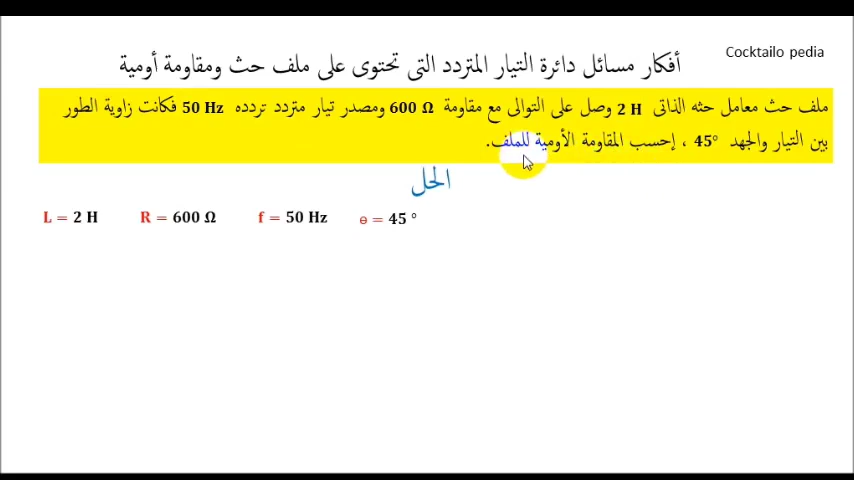 Cocktailo pedia
أفكار مسائل دائرة التيار المتردد التى تحتوى على ملف حث ومقاومة أومية
ملف حث معامل حثه الذاتى 2 H وصل على التوالى مع مقاومة 600 Ω ومصدر تيار متردد تردده 50 Hz فكانت زاوية الطور
بين التيار والجهد 45° ، إحسب المقاومة الأومية للملف.
الحل
L = 2 H R = 600 Ω f = 50 Hz ɵ = 45 °